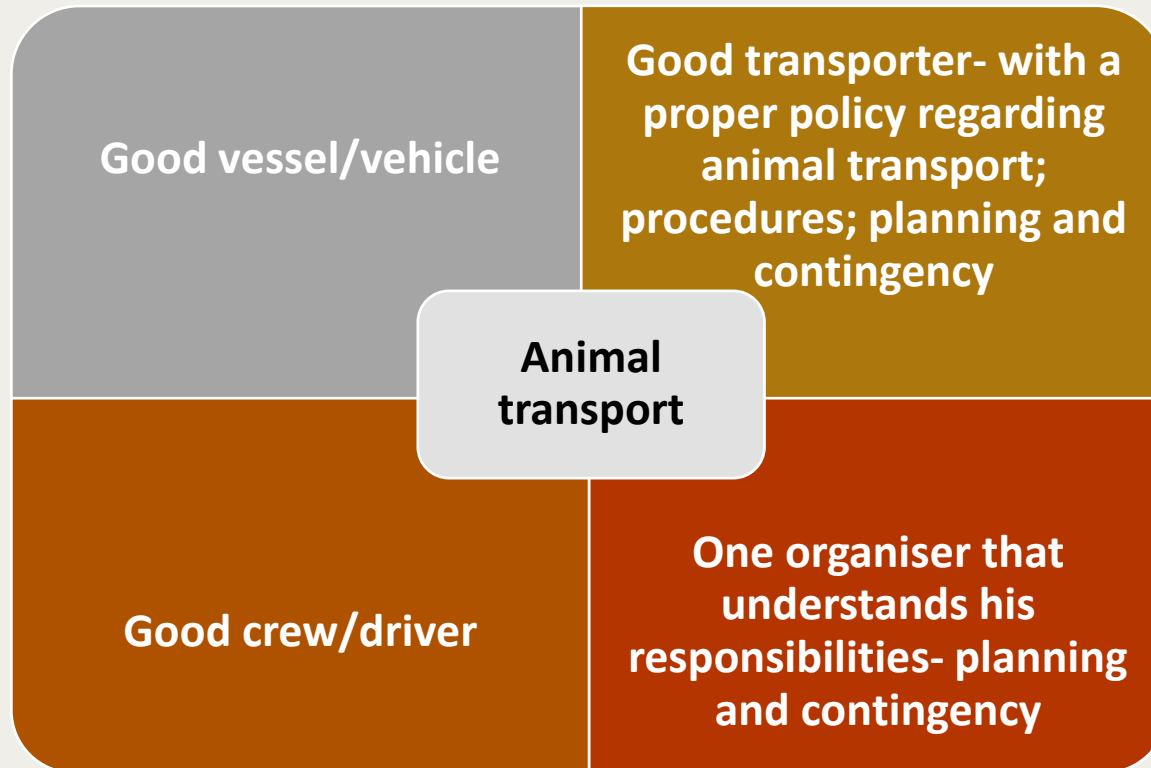 Good vessel/vehicle
Good transporter- with a
proper policy regarding
animal transport;
procedures; planning and
contingency
Animal
transport
Good crew/driver
One organiser that
understands his
responsibilities- planning
and contingency